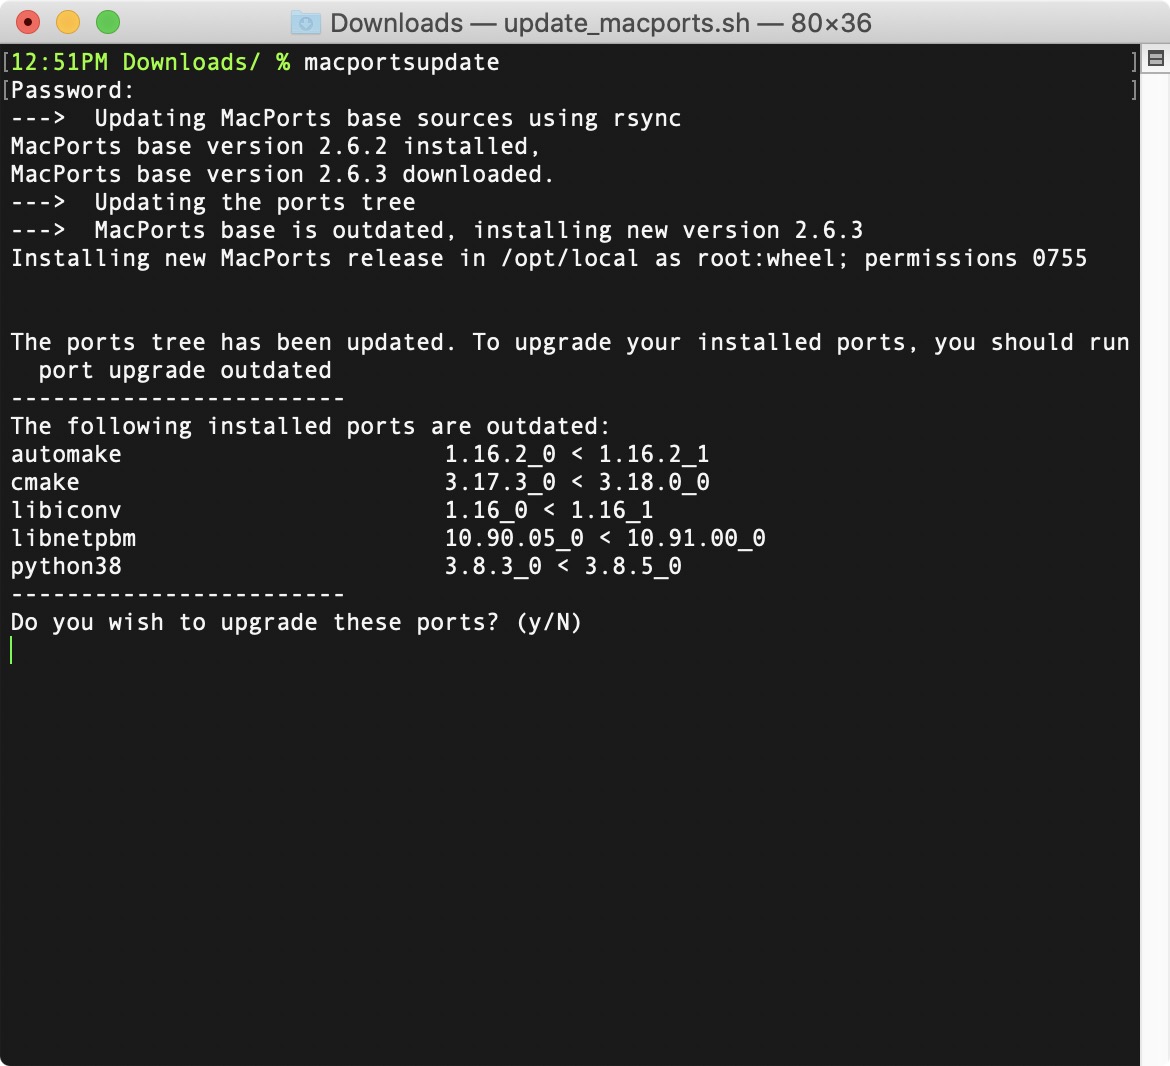 Downloads — update_macports.sh — 80×36
[12:51PM Downloads/ % macportsupdate ]
[Password: ]
---> Updating MacPorts base sources using rsync
MacPorts base version 2.6.2 installed,
MacPorts base version 2.6.3 downloaded.
---> Updating the ports tree
---> MacPorts base is outdated, installing new version 2.6.3
Installing new MacPorts release in /opt/local as root:wheel; permissions 0755
The ports tree has been updated. To upgrade your installed ports, you should run
port upgrade outdated
------------------------
The following installed ports are outdated:
automake 1.16.2_0 < 1.16.2_1
cmake 3.17.3_0 < 3.18.0_0
libiconv 1.16_0 < 1.16_1
libnetpbm 10.90.05_0 < 10.91.00_0
python38 3.8.3_0 < 3.8.5_0
------------------------
Do you wish to upgrade these ports? (y/N)